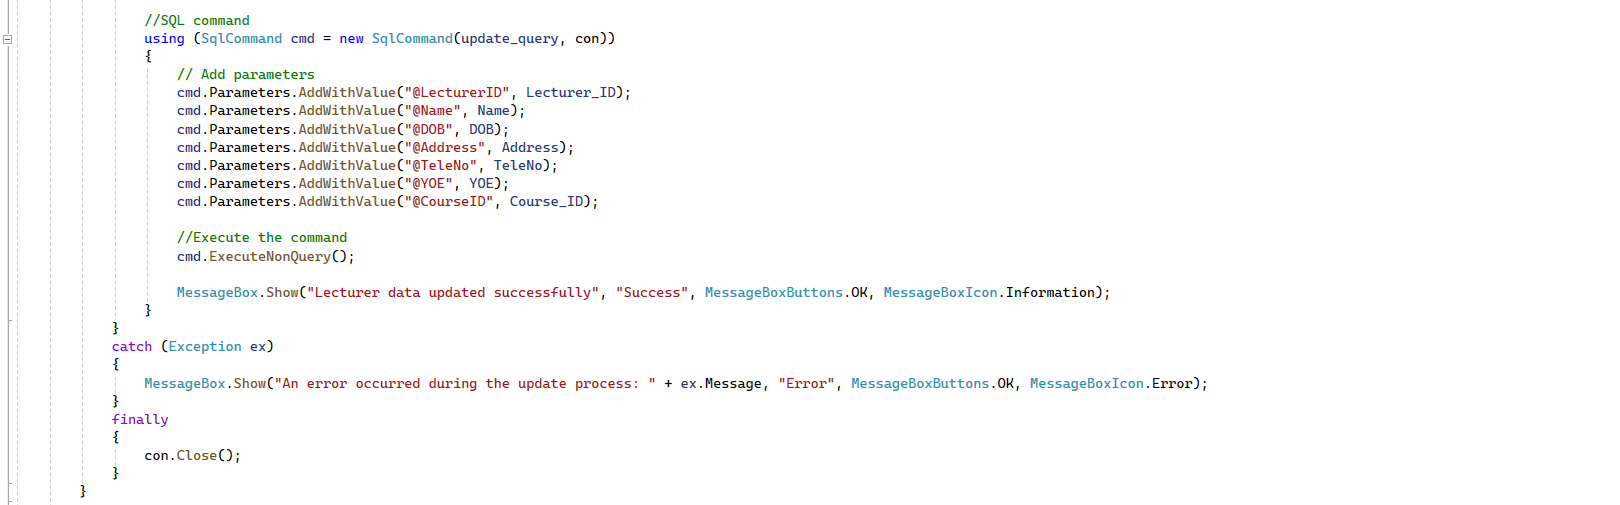 //SQL command
using (SqlCommand cmd = new SqlCommand(update_query, con))
{
// Add parameters
cmd.Parameters.AddWithValue("@LecturerID", Lecturer_ID);
cmd.Parameters.AddWithValue("@Name", Name);
cmd.Parameters.AddWithValue("@DOB", DOB);
cmd.Parameters.AddWithValue("@Address", Address);
cmd.Parameters.AddWithValue("@TeleNo", TeleNo);
cmd.Parameters.AddWithValue("@YOE", YOE);
cmd.Parameters.AddWithValue("@CourseID", Course_ID);
//Execute the command
cmd.ExecuteNonQuery();
MessageBox.Show("Lecturer data updated successfully", "Success", MessageBoxButtons.OK, MessageBoxIcon.Information);
}
}
catch (Exception ex)
{
MessageBox.Show("An error occurred during the update process: " + ex.Message, "Error", MessageBoxButtons.OK, MessageBoxIcon.Error);
}
finally
{
con.Close();
}
}